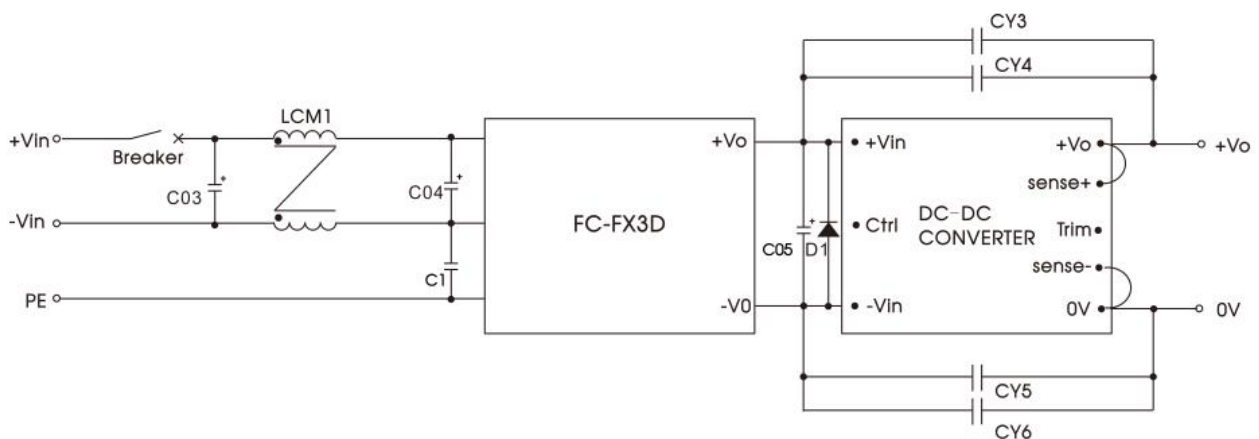 CY3
CY4
LCM1
+Vin
Breaker
C03
+
C04
+
-Vin
C1
PE
FC-FX3D
+Vo
-V0
C05
+
D1
+Vin
Ctrl
-Vin
DC-DC
CONVERTER
+Vo
sense+
Trim
sense-
0V
+Vo
0V
CY5
CY6